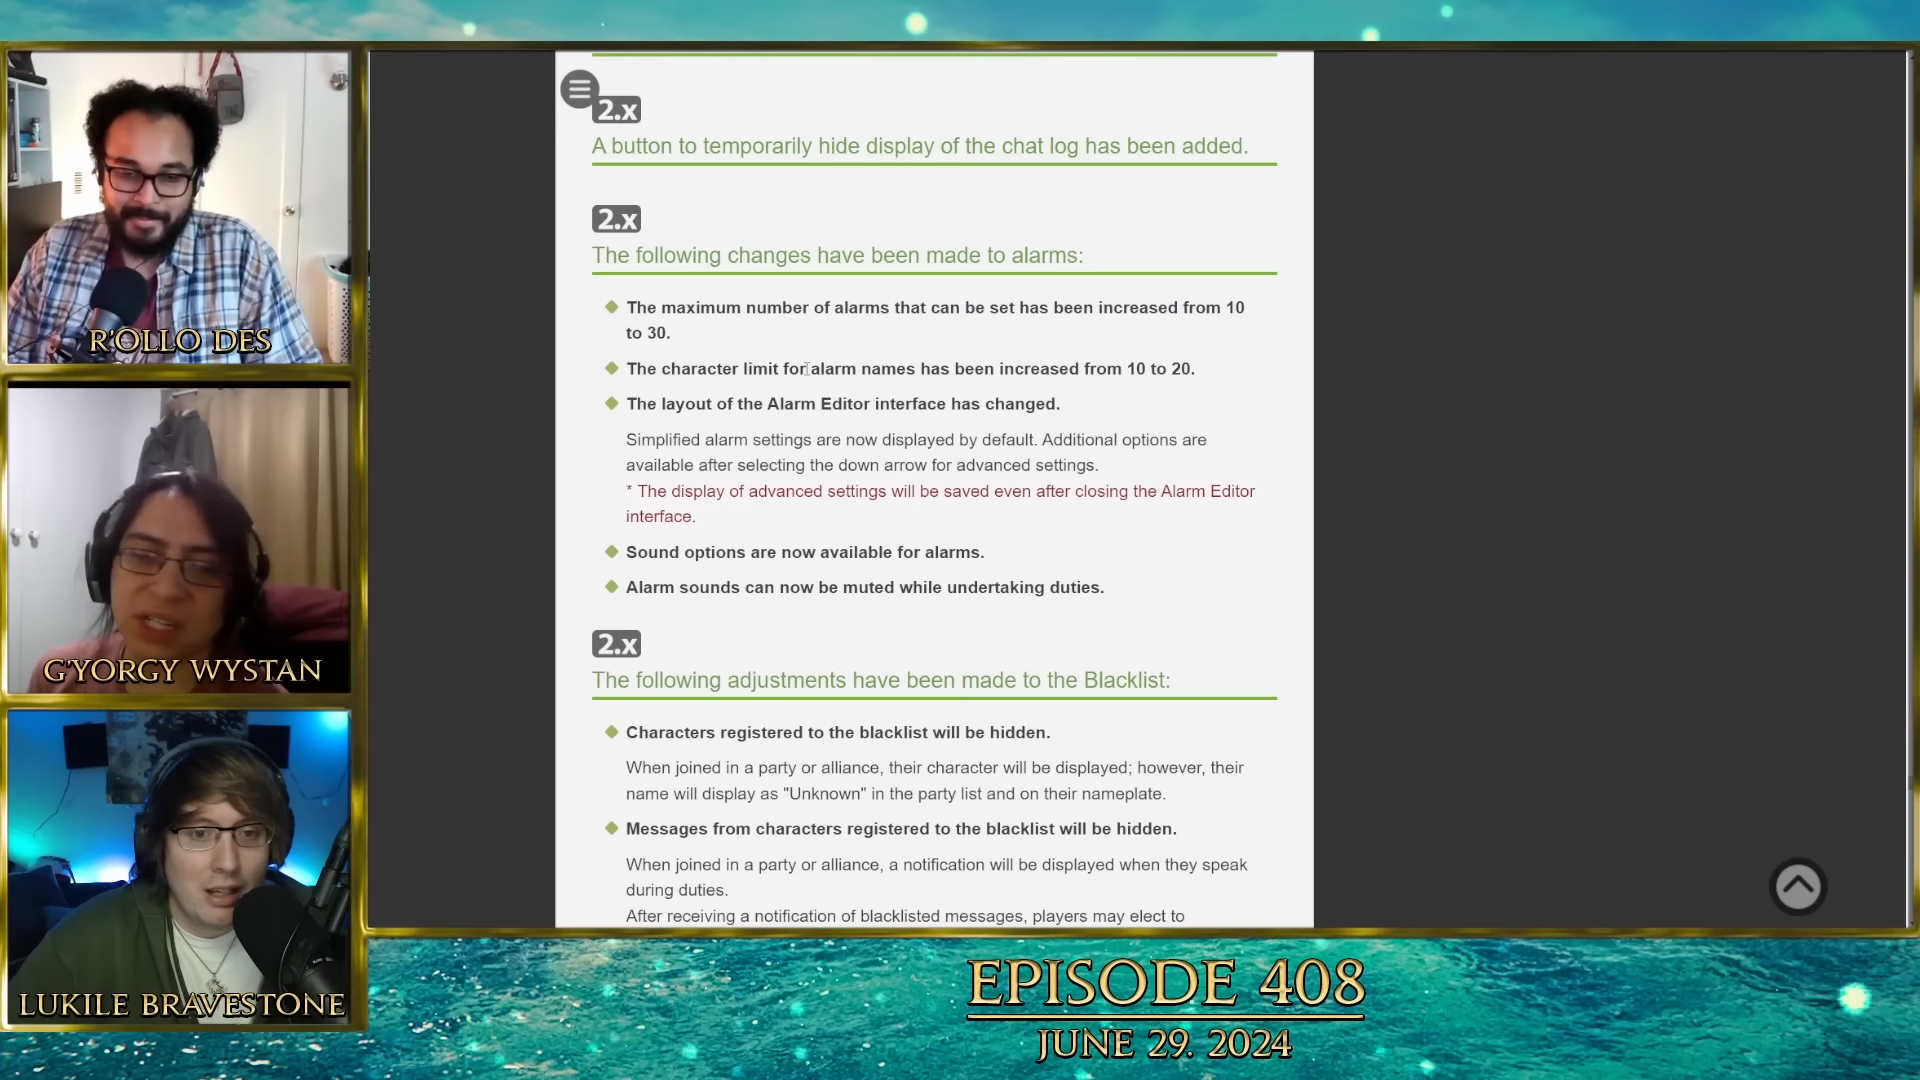 R'OLLO DES
G'YORGY WYSTAN
LUKILE BRAVESTONE
2.x
A button to temporarily hide display of the chat log has been added.
2.x
The following changes have been made to alarms:
The maximum number of alarms that can be set has been increased from 10
to 30.
The character limit for alarm names has been increased from 10 to 20.
The layout of the Alarm Editor interface has changed.
Simplified alarm settings are now displayed by default. Additional options are
available after selecting the down arrow for advanced settings.
* The display of advanced settings will be saved even after closing the Alarm Editor
interface.
Sound options are now available for alarms.
Alarm sounds can now be muted while undertaking duties.
2.x
The following adjustments have been made to the Blacklist:
Characters registered to the blacklist will be hidden.
When joined in a party or alliance, their character will be displayed; however, their
name will display as "Unknown" in the party list and on their nameplate.
Messages from characters registered to the blacklist will be hidden.
When joined in a party or alliance, a notification will be displayed when they speak
during duties.
After receiving a notification of blacklisted messages, players may elect to
EPISODE 408
JUNE 29. 2024